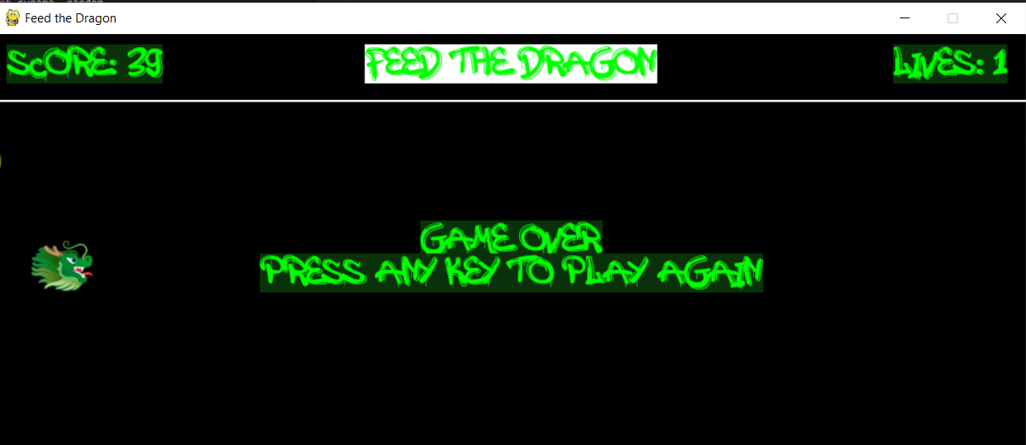 Feed the Dragon
ScORE: 39
FEED THE DRAGON
LIVES: 1
GAME OVER
PRESS ANY KEY TO PLAY AGAIN